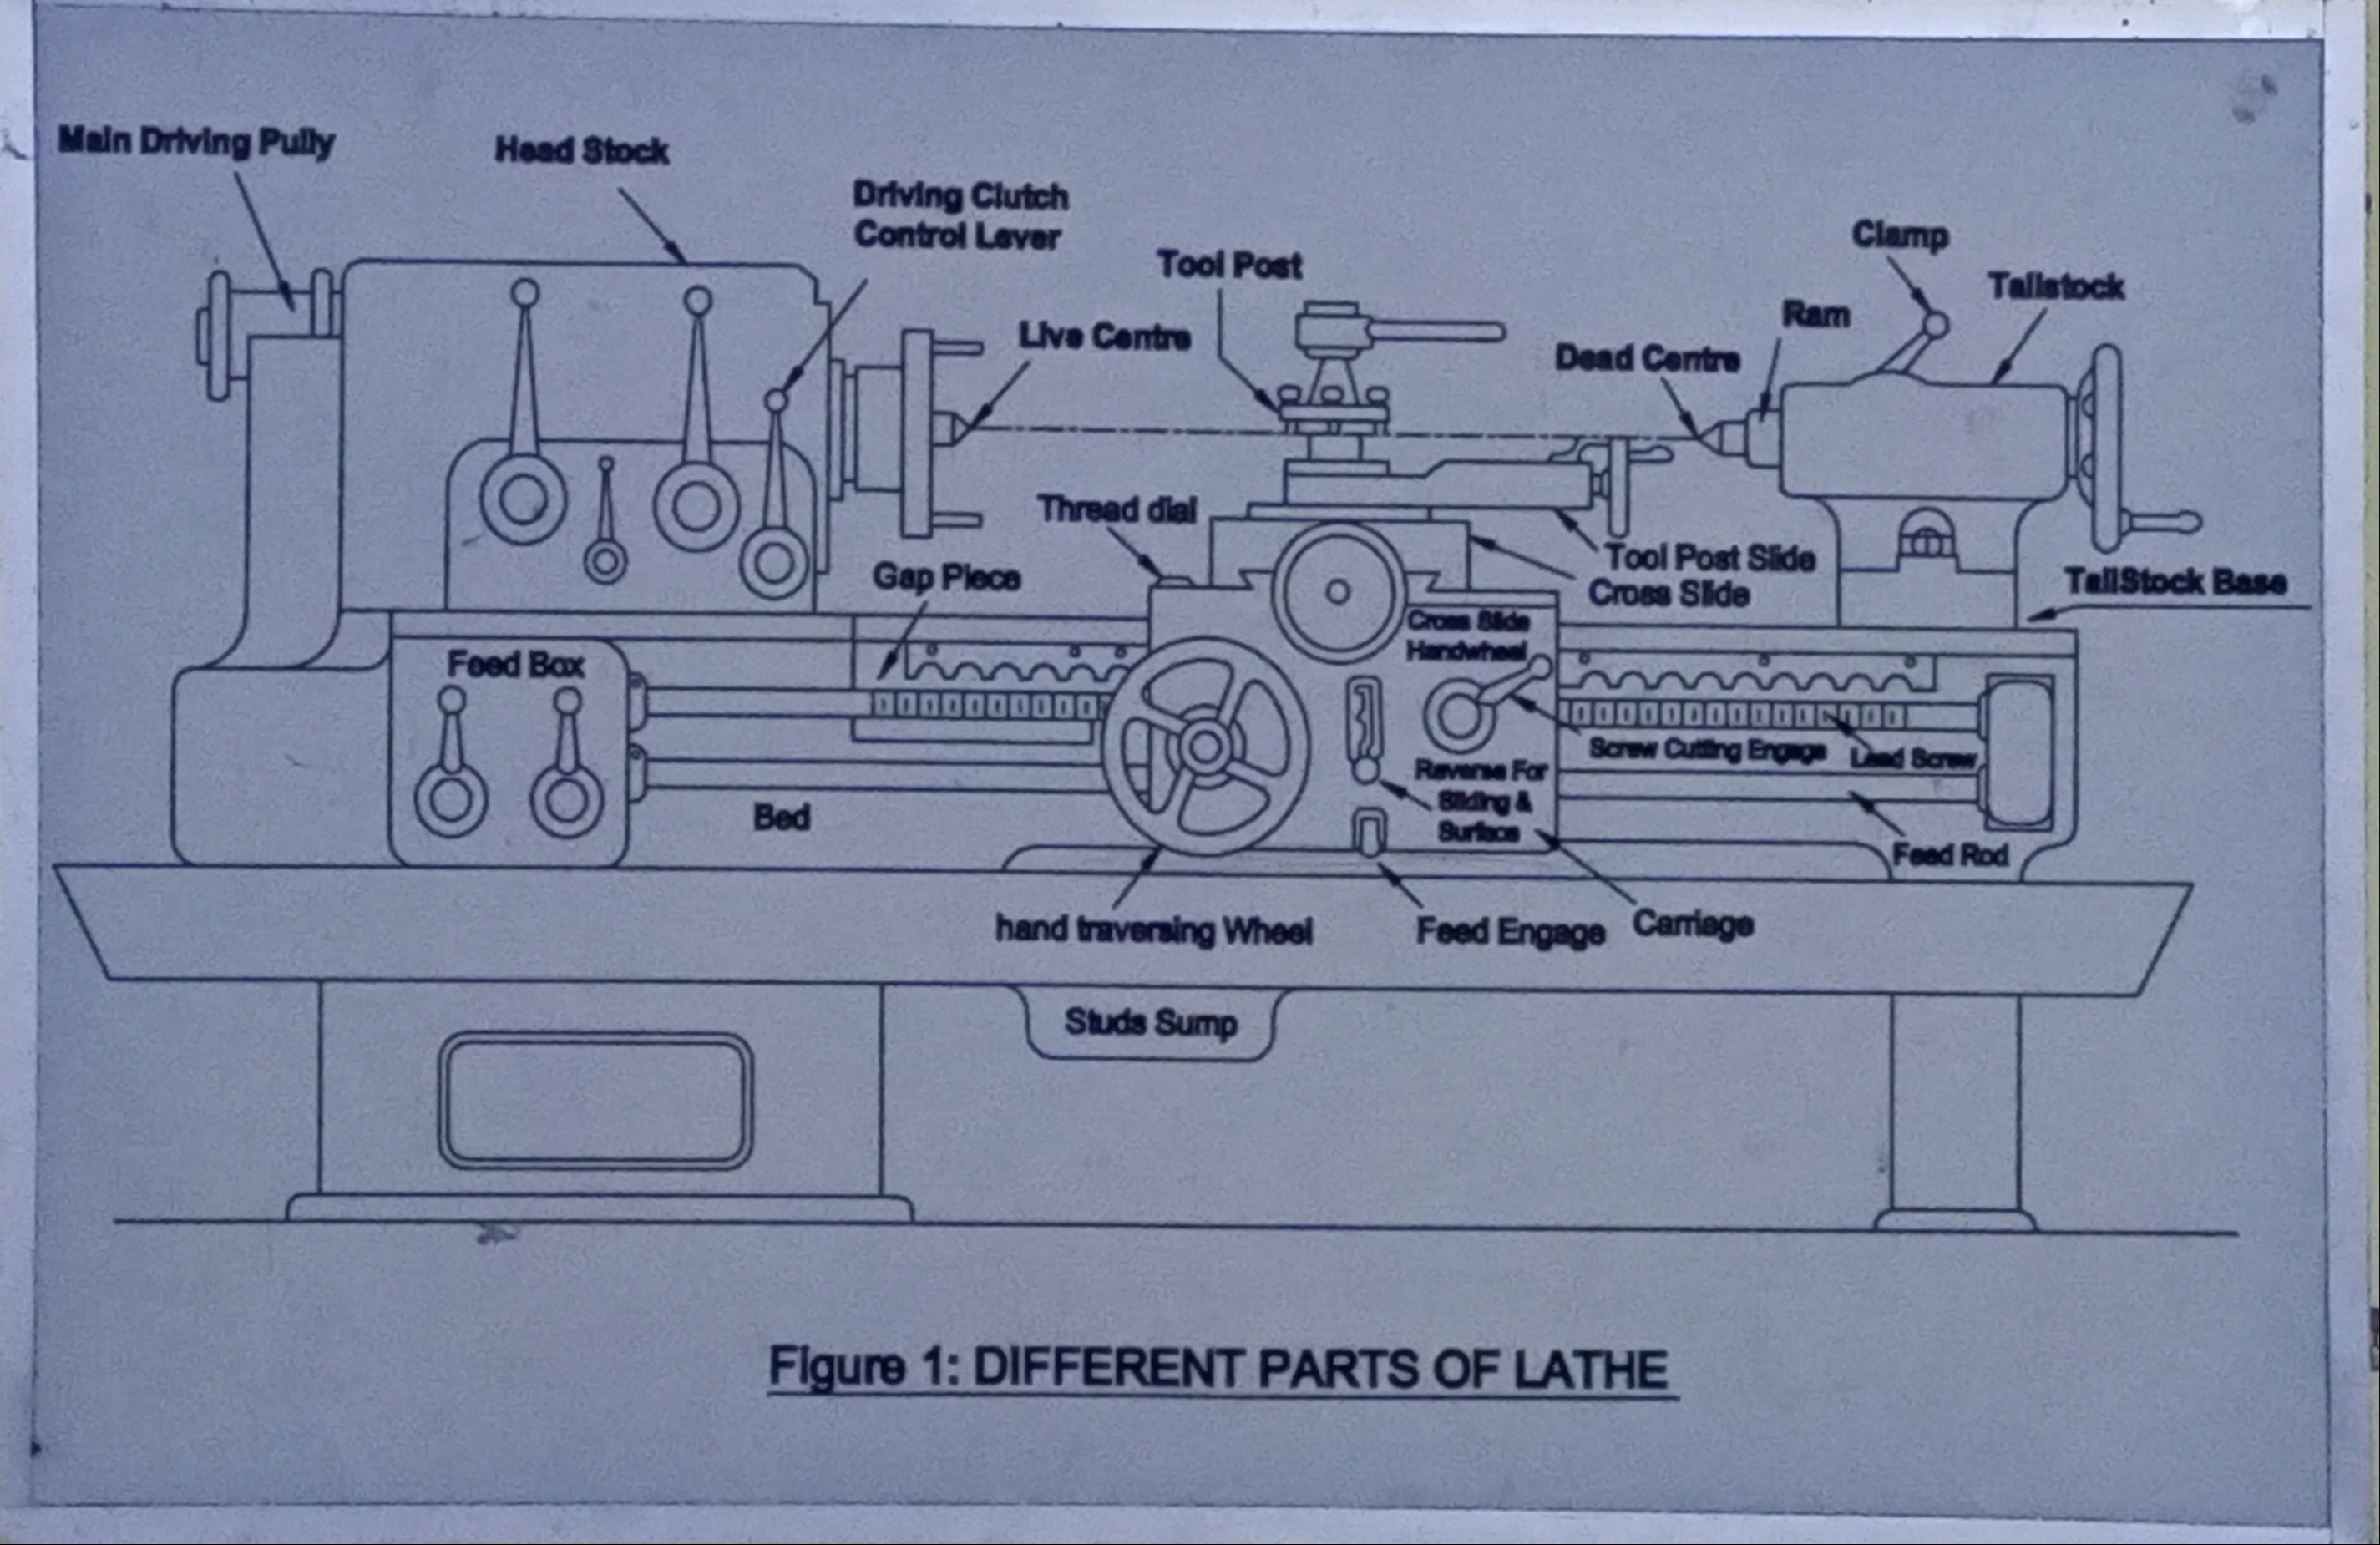 Main Driving Pully
Head Stock
Driving Clutch
Control Lever
Tool Post
Live Centre
Clamp
Tailstock
Ram
Dead Centre
Thread dial
Gap Piece
Tool Post Slide
Cross Slide
TailStock Base
Cross Slide
Handwheel
Feed Box
Screw Cutting Engage
Lead Screw
Reverse For
Sliding &
Surface
Bed
Feed Rod
hand traversing Wheel
Feed Engage
Carriage
Studs Sump
Figure 1: DIFFERENT PARTS OF LATHE